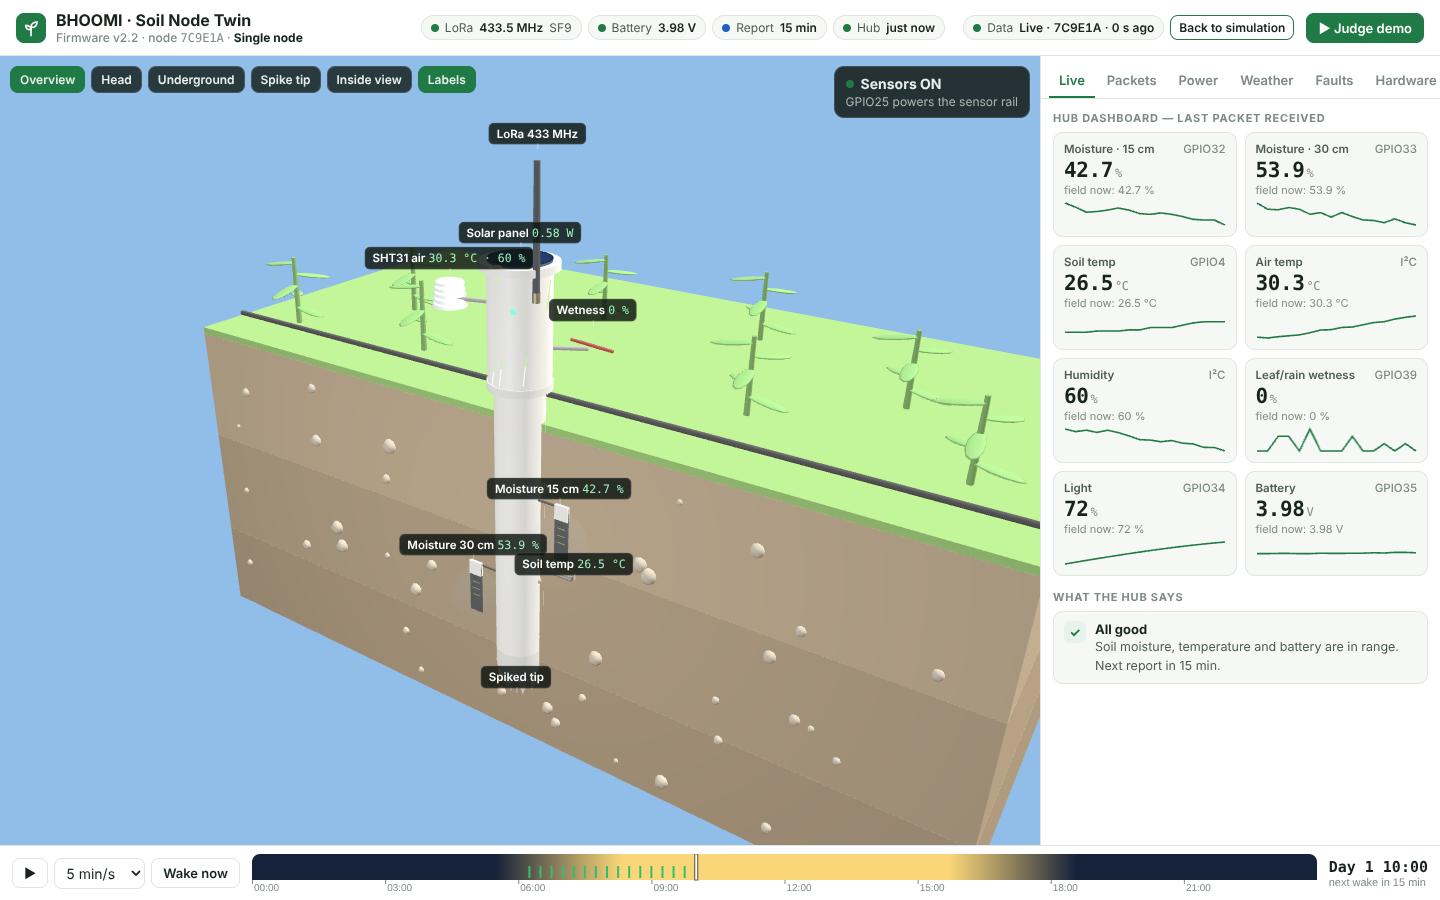 BHOOMI · Soil Node Twin
Firmware v2.2 · node 7C9E1A · Single node
LoRa 433.5 MHz SF9
Battery 3.98 V
Report 15 min
Hub just now
Data Live · 7C9E1A · 0 s ago
Back to simulation
▶ Judge demo
Overview
Head
Underground
Spike tip
Inside view
Labels
Sensors ON
GPIO25 powers the sensor rail
LoRa 433 MHz
Solar panel 0.58 W
SHT31 air 30.3 °C · 60 %
Wetness 0 %
Moisture 15 cm 42.7 %
Moisture 30 cm 53.9 %
Soil temp 26.5 °C
Spiked tip
Live
Packets
Power
Weather
Faults
Hardware
HUB DASHBOARD — LAST PACKET RECEIVED
Moisture · 15 cm GPIO32
42.7 %
field now: 42.7 %
Moisture · 30 cm GPIO33
53.9 %
field now: 53.9 %
Soil temp GPIO4
26.5 °C
field now: 26.5 °C
Air temp I²C
30.3 °C
field now: 30.3 °C
Humidity I²C
60 %
field now: 60 %
Leaf/rain wetness GPIO39
0 %
field now: 0 %
Light GPIO34
72 %
field now: 72 %
Battery GPIO35
3.98 V
field now: 3.98 V
WHAT THE HUB SAYS
All good
Soil moisture, temperature and battery are in range.
Next report in 15 min.
5 min/s
Wake now
00:00
03:00
06:00
09:00
12:00
15:00
18:00
21:00
Day 1 10:00
next wake in 15 min